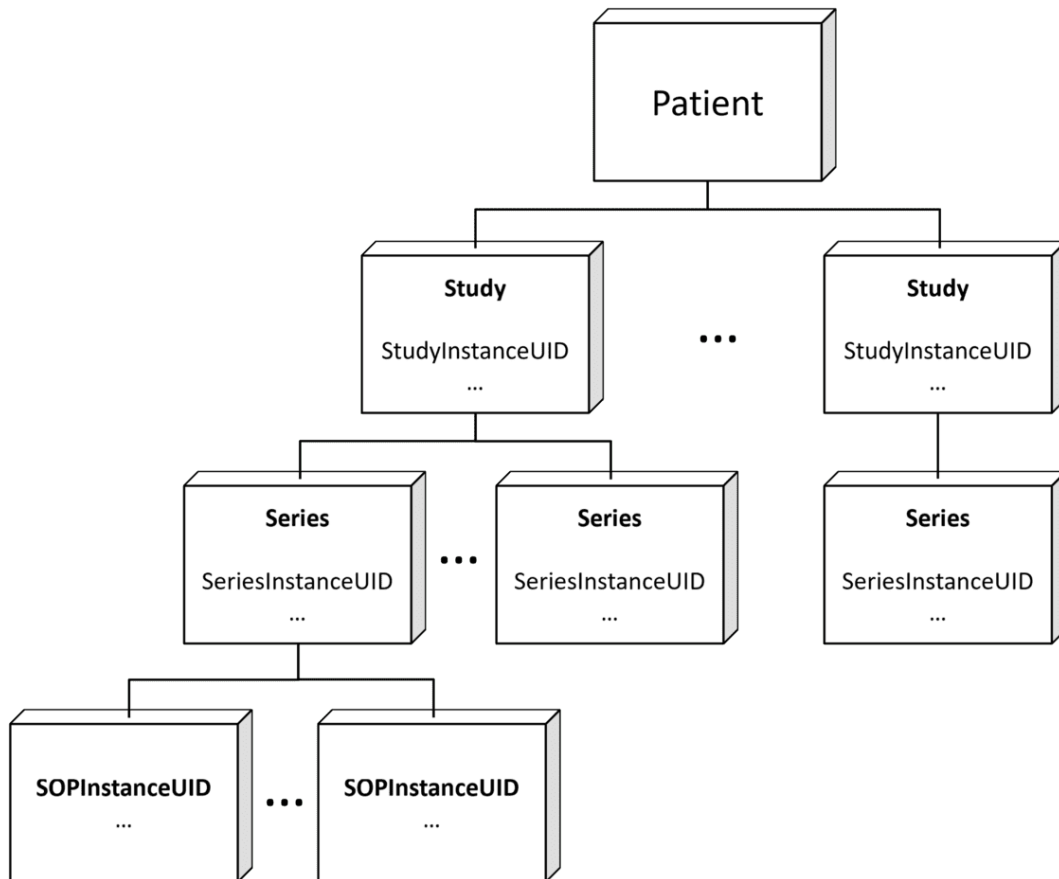 Patient
Study
StudyInstanceUID
...
...
Study
StudyInstanceUID
...
Series
SeriesInstanceUID
...
...
Series
SeriesInstanceUID
...
Series
SeriesInstanceUID
...
SOPInstanceUID
...
...
SOPInstanceUID
...